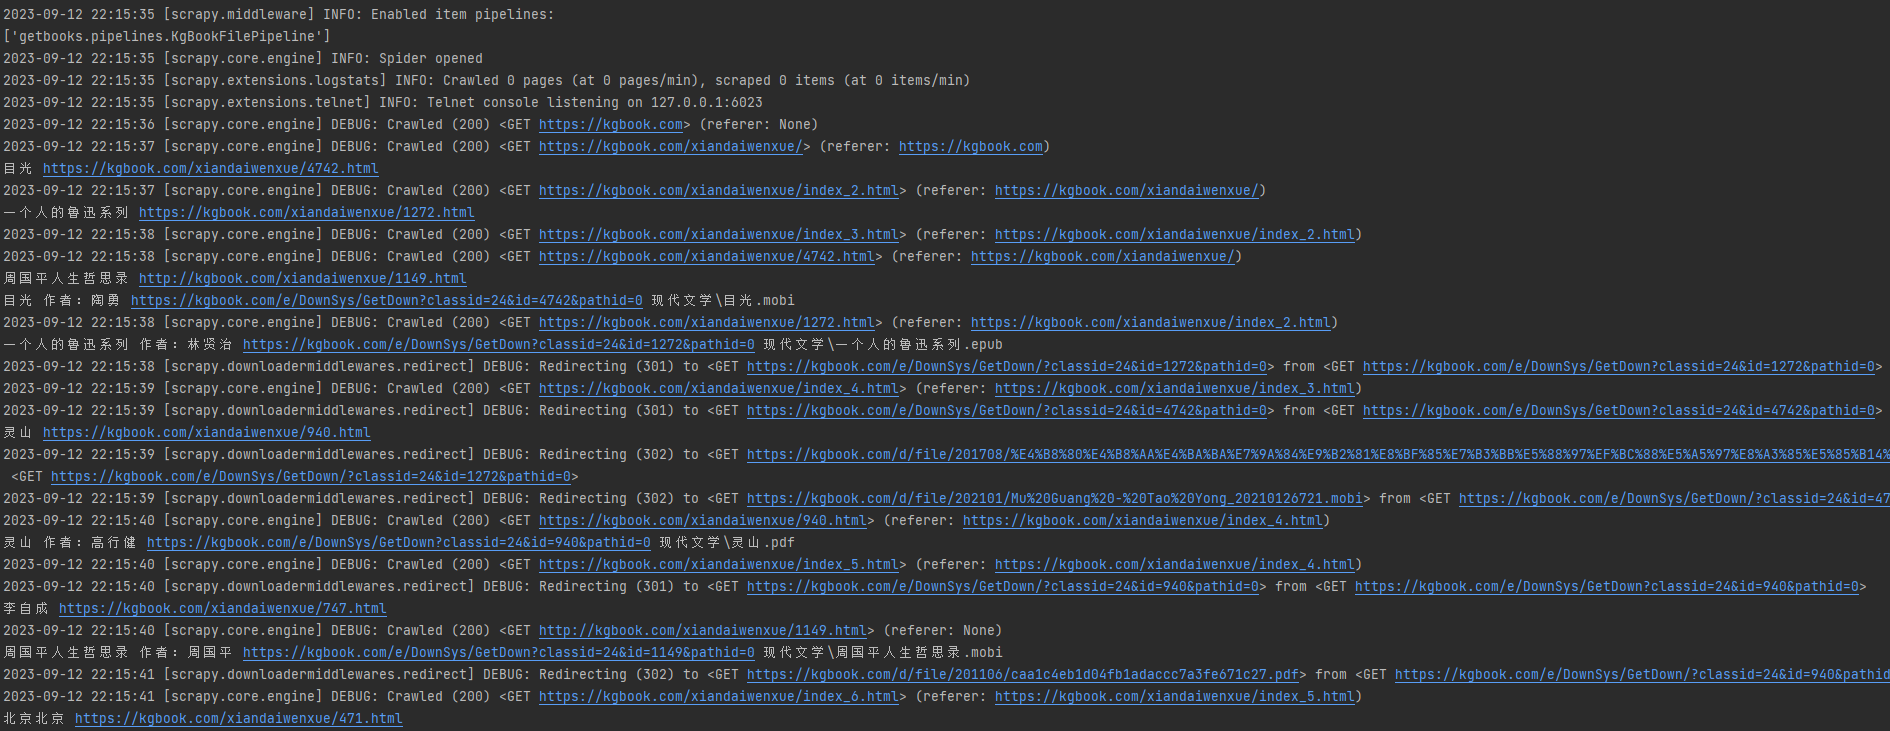 2023-09-12 22:15:35 [scrapy.middleware] INFO: Enabled item pipelines:
['getbooks.pipelines.KgBookFilePipeline']
2023-09-12 22:15:35 [scrapy.core.engine] INFO: Spider opened
2023-09-12 22:15:35 [scrapy.extensions.logstats] INFO: Crawled 0 pages (at 0 pages/min), scraped 0 items (at 0 items/min)
2023-09-12 22:15:35 [scrapy.extensions.telnet] INFO: Telnet console listening on 127.0.0.1:6023
2023-09-12 22:15:36 [scrapy.core.engine] DEBUG: Crawled (200) <GET https://kgbook.com> (referer: None)
2023-09-12 22:15:37 [scrapy.core.engine] DEBUG: Crawled (200) <GET https://kgbook.com/xiandaiwenxue/> (referer: https://kgbook.com)
目光 https://kgbook.com/xiandaiwenxue/4742.html
2023-09-12 22:15:37 [scrapy.core.engine] DEBUG: Crawled (200) <GET https://kgbook.com/xiandaiwenxue/index_2.html> (referer: https://kgbook.com/xiandaiwenxue/)
一个人的鲁迅系列 https://kgbook.com/xiandaiwenxue/1272.html
2023-09-12 22:15:38 [scrapy.core.engine] DEBUG: Crawled (200) <GET https://kgbook.com/xiandaiwenxue/index_3.html> (referer: https://kgbook.com/xiandaiwenxue/index_2.html)
2023-09-12 22:15:38 [scrapy.core.engine] DEBUG: Crawled (200) <GET https://kgbook.com/xiandaiwenxue/4742.html> (referer: https://kgbook.com/xiandaiwenxue/)
周国平人生哲思录 http://kgbook.com/xiandaiwenxue/1149.html
目光 作者：陶勇 https://kgbook.com/e/DownSys/GetDown?classid=24&id=4742&pathid=0 现代文学\目光.mobi
2023-09-12 22:15:38 [scrapy.core.engine] DEBUG: Crawled (200) <GET https://kgbook.com/xiandaiwenxue/1272.html> (referer: https://kgbook.com/xiandaiwenxue/index_2.html)
一个人的鲁迅系列 作者：林贤治 https://kgbook.com/e/DownSys/GetDown?classid=24&id=1272&pathid=0 现代文学\一个人的鲁迅系列.epub
2023-09-12 22:15:38 [scrapy.downloadermiddlewares.redirect] DEBUG: Redirecting (301) to <GET https://kgbook.com/e/DownSys/GetDown/?classid=24&id=1272&pathid=0> from <GET https://kgbook.com/e/DownSys/GetDown?classid=24&id=1272&pathid=0>
2023-09-12 22:15:39 [scrapy.core.engine] DEBUG: Crawled (200) <GET https://kgbook.com/xiandaiwenxue/index_4.html> (referer: https://kgbook.com/xiandaiwenxue/index_3.html)
2023-09-12 22:15:39 [scrapy.downloadermiddlewares.redirect] DEBUG: Redirecting (301) to <GET https://kgbook.com/e/DownSys/GetDown/?classid=24&id=4742&pathid=0> from <GET https://kgbook.com/e/DownSys/GetDown?classid=24&id=4742&pathid=0>
灵山 https://kgbook.com/xiandaiwenxue/940.html
2023-09-12 22:15:39 [scrapy.downloadermiddlewares.redirect] DEBUG: Redirecting (302) to <GET https://kgbook.com/d/file/201708/%E4%B8%80%E4%B8%AA%E4%BA%BA%E7%9A%84%E9%B2%81%E8%BF%85%E7%B3%BB%E5%88%97%EF%BC%88%E5%A5%97%E8%A3%85%E5%85%B14%
<GET https://kgbook.com/e/DownSys/GetDown/?classid=24&id=1272&pathid=0>
2023-09-12 22:15:39 [scrapy.downloadermiddlewares.redirect] DEBUG: Redirecting (302) to <GET https://kgbook.com/d/file/202101/Mu%20Guang%20-%20Tao%20Yong_20210126721.mobi> from <GET https://kgbook.com/e/DownSys/GetDown/?classid=24&id=47
2023-09-12 22:15:40 [scrapy.core.engine] DEBUG: Crawled (200) <GET https://kgbook.com/xiandaiwenxue/940.html> (referer: https://kgbook.com/xiandaiwenxue/index_4.html)
灵山 作者：高行健 https://kgbook.com/e/DownSys/GetDown?classid=24&id=940&pathid=0 现代文学\灵山.pdf
2023-09-12 22:15:40 [scrapy.core.engine] DEBUG: Crawled (200) <GET https://kgbook.com/xiandaiwenxue/index_5.html> (referer: https://kgbook.com/xiandaiwenxue/index_4.html)
2023-09-12 22:15:40 [scrapy.downloadermiddlewares.redirect] DEBUG: Redirecting (301) to <GET https://kgbook.com/e/DownSys/GetDown/?classid=24&id=940&pathid=0> from <GET https://kgbook.com/e/DownSys/GetDown?classid=24&id=940&pathid=0>
李自成 https://kgbook.com/xiandaiwenxue/747.html
2023-09-12 22:15:40 [scrapy.core.engine] DEBUG: Crawled (200) <GET http://kgbook.com/xiandaiwenxue/1149.html> (referer: None)
周国平人生哲思录 作者：周国平 https://kgbook.com/e/DownSys/GetDown?classid=24&id=1149&pathid=0 现代文学\周国平人生哲思录.mobi
2023-09-12 22:15:41 [scrapy.downloadermiddlewares.redirect] DEBUG: Redirecting (302) to <GET https://kgbook.com/d/file/201106/caa1c4eb1d04fb1adaccc7a3fe671c27.pdf> from <GET https://kgbook.com/e/DownSys/GetDown/?classid=24&id=940&pathid
2023-09-12 22:15:41 [scrapy.core.engine] DEBUG: Crawled (200) <GET https://kgbook.com/xiandaiwenxue/index_6.html> (referer: https://kgbook.com/xiandaiwenxue/index_5.html)
北京北京 https://kgbook.com/xiandaiwenxue/471.html